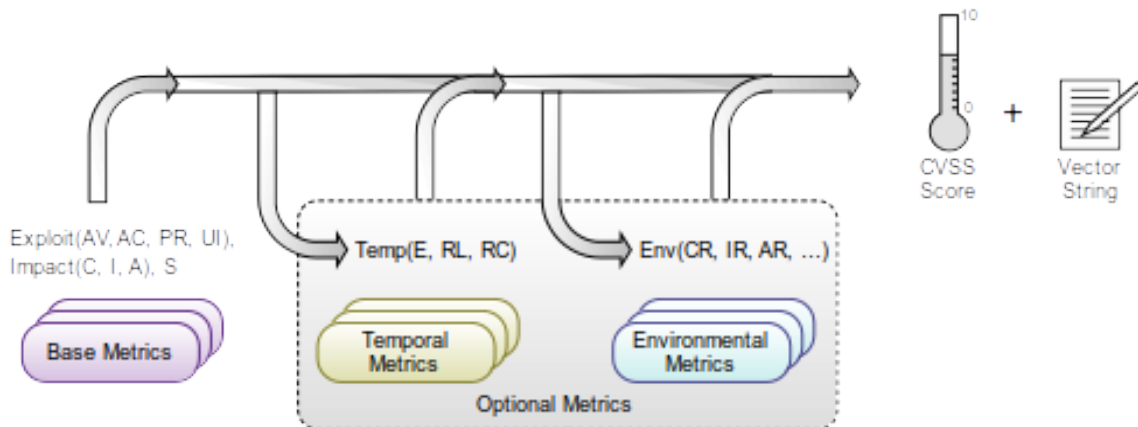 10
0
+
CVSS
Score
Vector
String
Exploit(AV, AC, PR, UI),
Impact(C, I, A), S
Temp(E, RL, RC)
Env(CR, IR, AR, ...)
Base Metrics
Temporal
Metrics
Environmental
Metrics
Optional Metrics